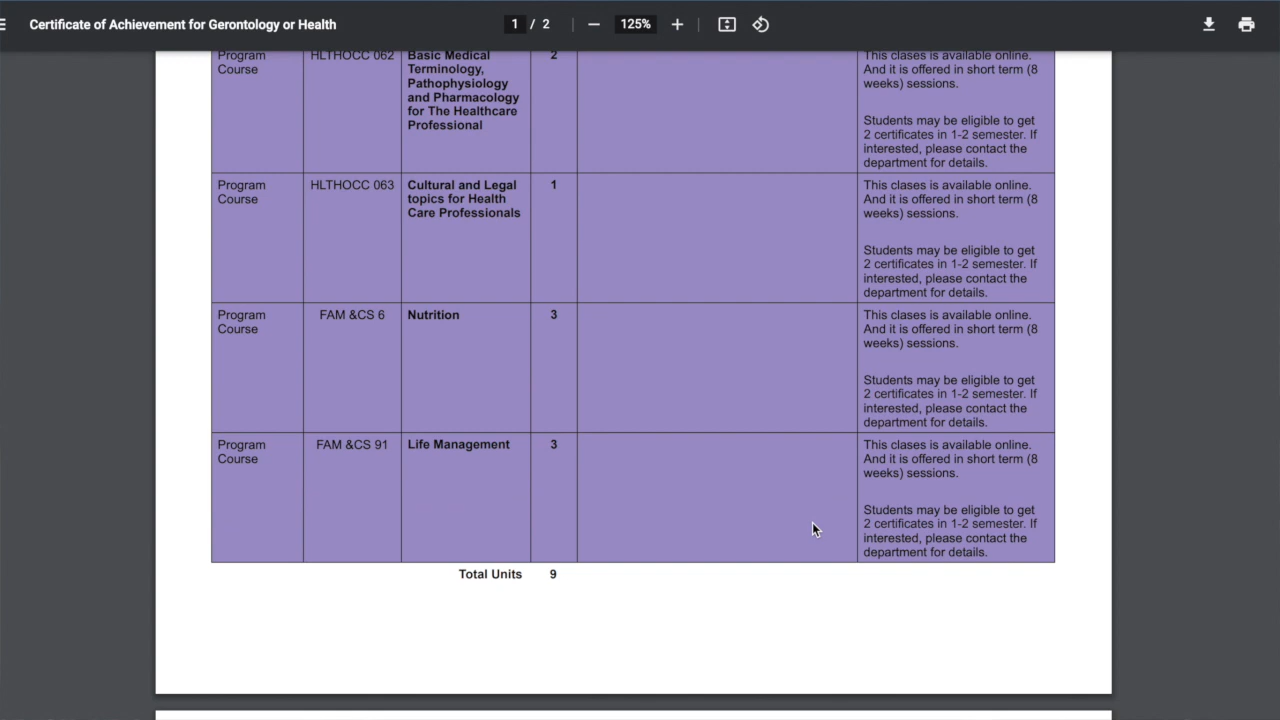 Certificate of Achievement for Gerontology or Health
1 / 2
125%
Program
Course
HLTHOCC 062
Basic Medical
Terminology,
Pathophysiology
and Pharmacology
for The Healthcare
Professional
2
This clases is available online.
And it is offered in short term (8
weeks) sessions.
Students may be eligible to get
2 certificates in 1-2 semester. If
interested, please contact the
department for details.
Program
Course
HLTHOCC 063
Cultural and Legal
topics for Health
Care Professionals
1
This clases is available online.
And it is offered in short term (8
weeks) sessions.
Students may be eligible to get
2 certificates in 1-2 semester. If
interested, please contact the
department for details.
Program
Course
FAM &CS 6
Nutrition
3
This clases is available online.
And it is offered in short term (8
weeks) sessions.
Students may be eligible to get
2 certificates in 1-2 semester. If
interested, please contact the
department for details.
Program
Course
FAM &CS 91
Life Management
3
This clases is available online.
And it is offered in short term (8
weeks) sessions.
Students may be eligible to get
2 certificates in 1-2 semester. If
interested, please contact the
department for details.
Total Units 9